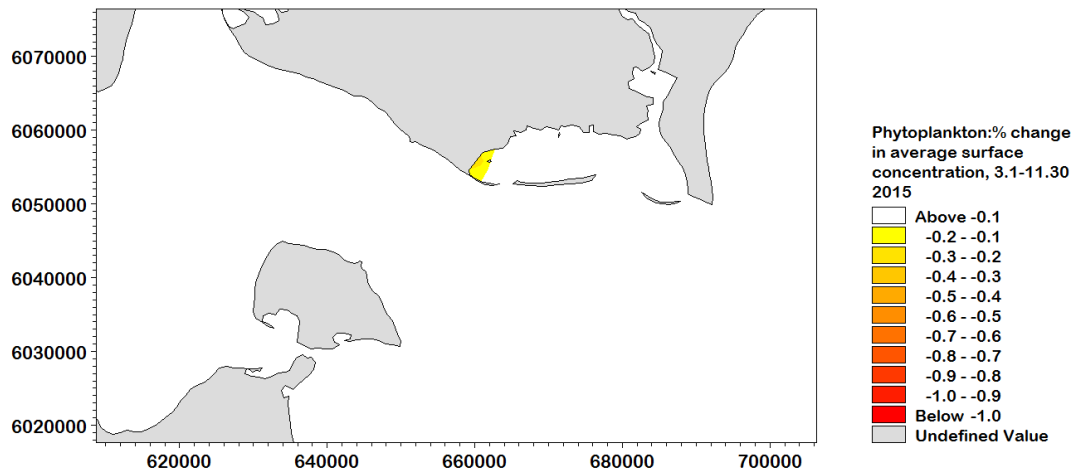 6070000
6060000
6050000
6040000
6030000
6020000
620000 640000 660000 680000 700000
Phytoplankton:% change
in average surface
concentration, 3.1-11.30
2015
Above -0.1
-0.2 - -0.1
-0.3 - -0.2
-0.4 - -0.3
-0.5 - -0.4
-0.6 - -0.5
-0.7 - -0.6
-0.8 - -0.7
-0.9 - -0.8
-1.0 - -0.9
Below -1.0
Undefined Value